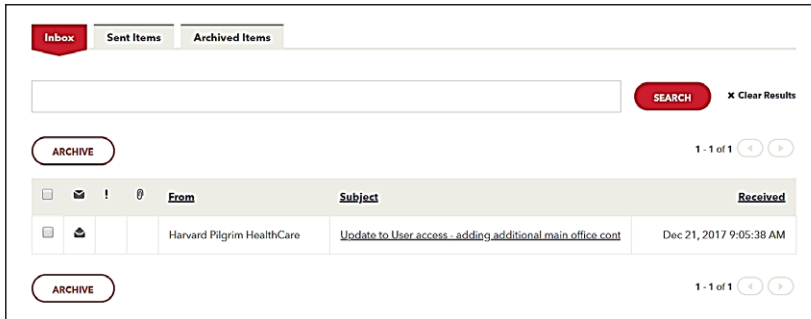 Inbox Sent Items Archived Items
SEARCH × Clear Results
ARCHIVE 1 - 1 of 1
! From Subject Received
Harvard Pilgrim HealthCare Update to User access - adding additional main office cont Dec 21, 2017 9:05:38 AM
ARCHIVE 1 - 1 of 1